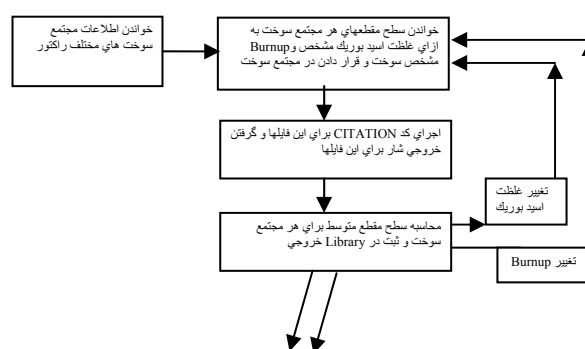 خواندن اطلاعات مجتمع
سوخت هاي مختلف راكتور
خواندن سطح مقطعهاي هر مجتمع سوخت به
ازاي غلظت اسيد بوريك مشخص وBurnup
مشخص سوخت و قرار دادن در مجتمع سوخت
اجراي كد CITATION براي اين فايلها و گرفتن
خروجي شار براي اين فايلها
تغيير غلظت
اسيد بوريك
محاسبه سطح مقطع متوسط براي هر مجتمع
سوخت و ثبت در Library خروجي
تغيير Burnup